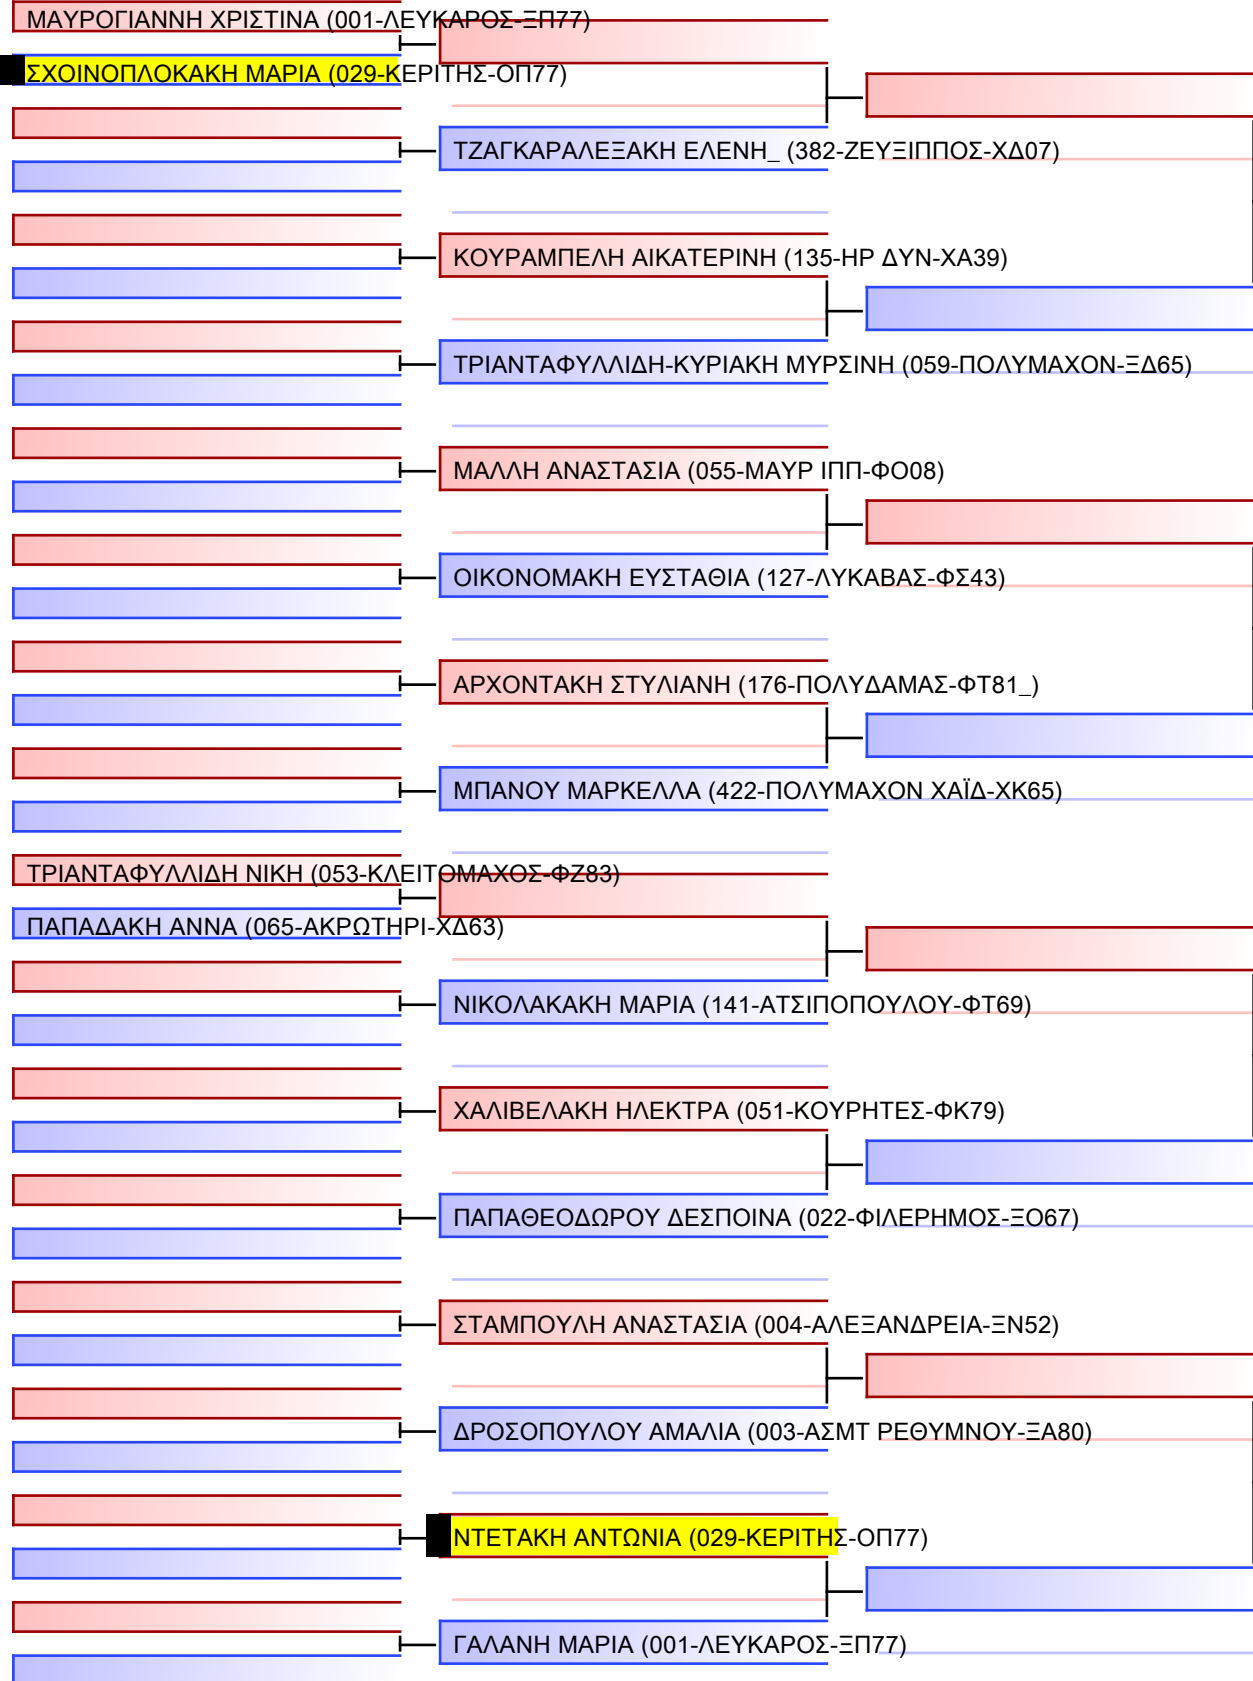 ΜΑΥΡΟΓΙΑΝΝΗ ΧΡΙΣΤΙΝΑ (001-ΛΕΥΚΑΡΟΣ-ΞΠ77)
ΣΧΟΙΝΟΠΛΟΚΑΚΗ ΜΑΡΙΑ (029-ΚΕΡΙΤΗΣ-ΟΠ77)
ΤΖΑΓΚΑΡΑΛΕΞΑΚΗ ΕΛΕΝΗ_ (382-ΖΕΥΞΙΠΠΟΣ-ΧΔ07)
ΚΟΥΡΑΜΠΕΛΗ ΑΙΚΑΤΕΡΙΝΗ (135-ΗΡ ΔΥΝ-ΧΑ39)
ΤΡΙΑΝΤΑΦΥΛΛΙΔΗ-ΚΥΡΙΑΚΗ ΜΥΡΣΙΝΗ (059-ΠΟΛΥΜΑΧΟΝ-ΞΔ65)
ΜΑΛΛΗ ΑΝΑΣΤΑΣΙΑ (055-ΜΑΥΡ ΙΠΠ-ΦΟ08)
ΟΙΚΟΝΟΜΑΚΗ ΕΥΣΤΑΘΙΑ (127-ΛΥΚΑΒΑΣ-ΦΣ43)
ΑΡΧΟΝΤΑΚΗ ΣΤΥΛΙΑΝΗ (176-ΠΟΛΥΔΑΜΑΣ-ΦΤ81_)
ΜΠΑΝΟΥ ΜΑΡΚΕΛΛΑ (422-ΠΟΛΥΜΑΧΟΝ ΧΑΪΔ-ΧΚ65)
ΤΡΙΑΝΤΑΦΥΛΛΙΔΗ ΝΙΚΗ (053-ΚΛΕΙΤΟΜΑΧΟΣ-ΦΖ83)
ΠΑΠΑΔΑΚΗ ΑΝΝΑ (065-ΑΚΡΩΤΗΡΙ-ΧΔ63)
ΝΙΚΟΛΑΚΑΚΗ ΜΑΡΙΑ (141-ΑΤΣΙΠΟΠΟΥΛΟΥ-ΦΤ69)
ΧΑΛΙΒΕΛΑΚΗ ΗΛΕΚΤΡΑ (051-ΚΟΥΡΗΤΕΣ-ΦΚ79)
ΠΑΠΑΘΕΟΔΩΡΟΥ ΔΕΣΠΟΙΝΑ (022-ΦΙΛΕΡΗΜΟΣ-ΞΟ67)
ΣΤΑΜΠΟΥΛΗ ΑΝΑΣΤΑΣΙΑ (004-ΑΛΕΞΑΝΔΡΕΙΑ-ΞΝ52)
ΔΡΟΣΟΠΟΥΛΟΥ ΑΜΑΛΙΑ (003-ΑΣΜΤ ΡΕΘΥΜΝΟΥ-ΞΑ80)
ΝΤΕΤΑΚΗ ΑΝΤΩΝΙΑ (029-ΚΕΡΙΤΗΣ-ΟΠ77)
ΓΑΛΑΝΗ ΜΑΡΙΑ (001-ΛΕΥΚΑΡΟΣ-ΞΠ77)